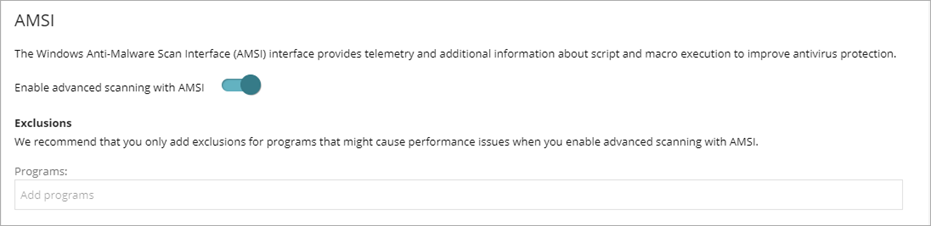 AMSI
The Windows Anti-Malware Scan Interface (AMSI) interface provides telemetry and additional information about script and macro execution to improve antivirus protection.
Enable advanced scanning with AMSI
Exclusions
We recommend that you only add exclusions for programs that might cause performance issues when you enable advanced scanning with AMSI.
Programs:
Add programs